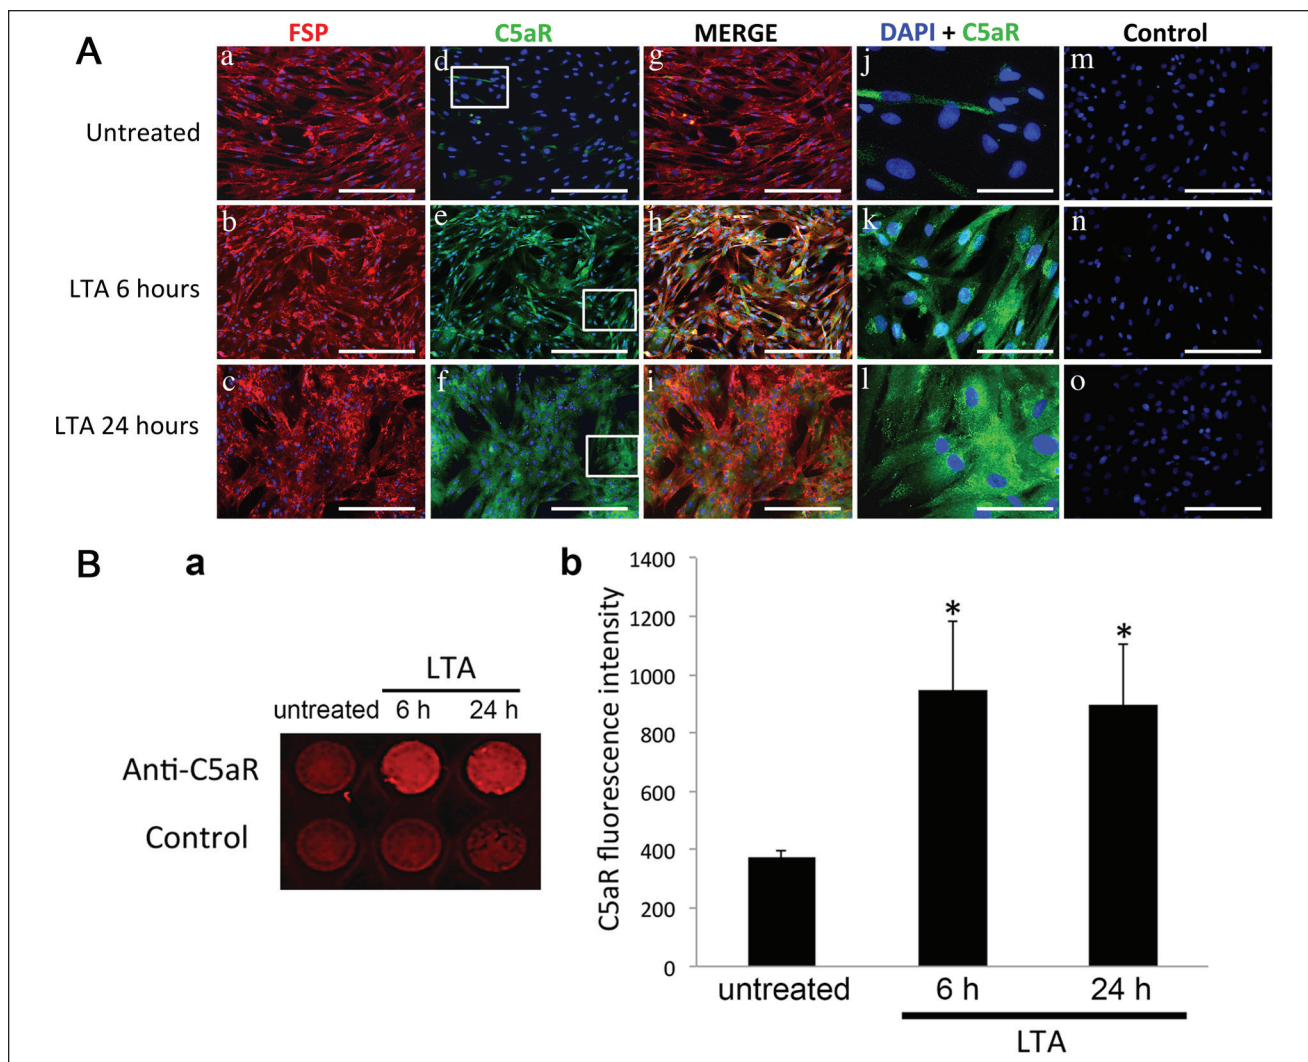 A
FSP C5aR MERGE DAPI + C5aR Control
a d g j m
Untreated
b e h k n
LTA 6 hours
c f i l o
LTA 24 hours
B a b
LTA
untreated 6 h 24 h
Anti-C5aR
Control
C5aR fluorescence intensity
1400
1200
1000
800
600
400
200
0
* *
untreated 6 h 24 h
LTA